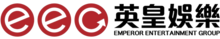 eeg 英皇娛樂
EMPEROR ENTERTAINMENT GROUP